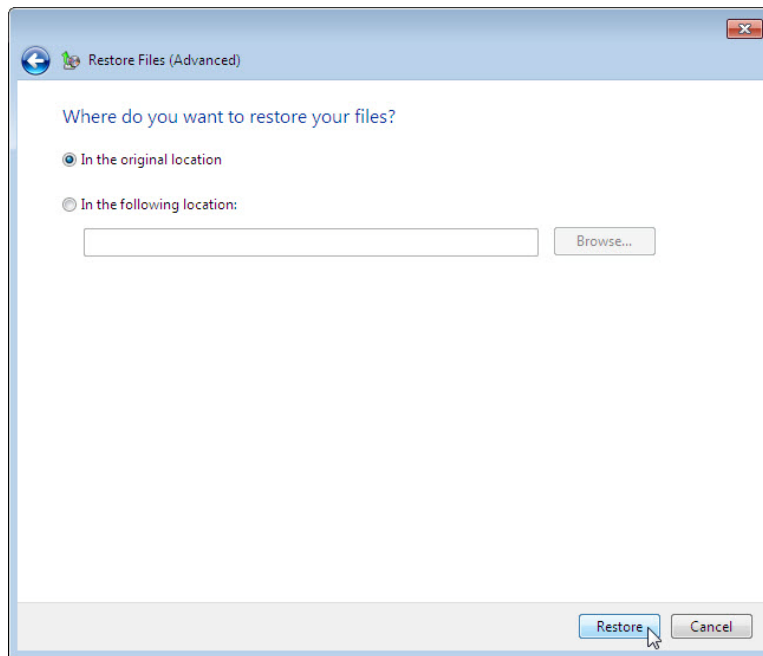 Restore Files (Advanced)
Where do you want to restore your files?
In the original location
In the following location:
Browse...
Restore Cancel